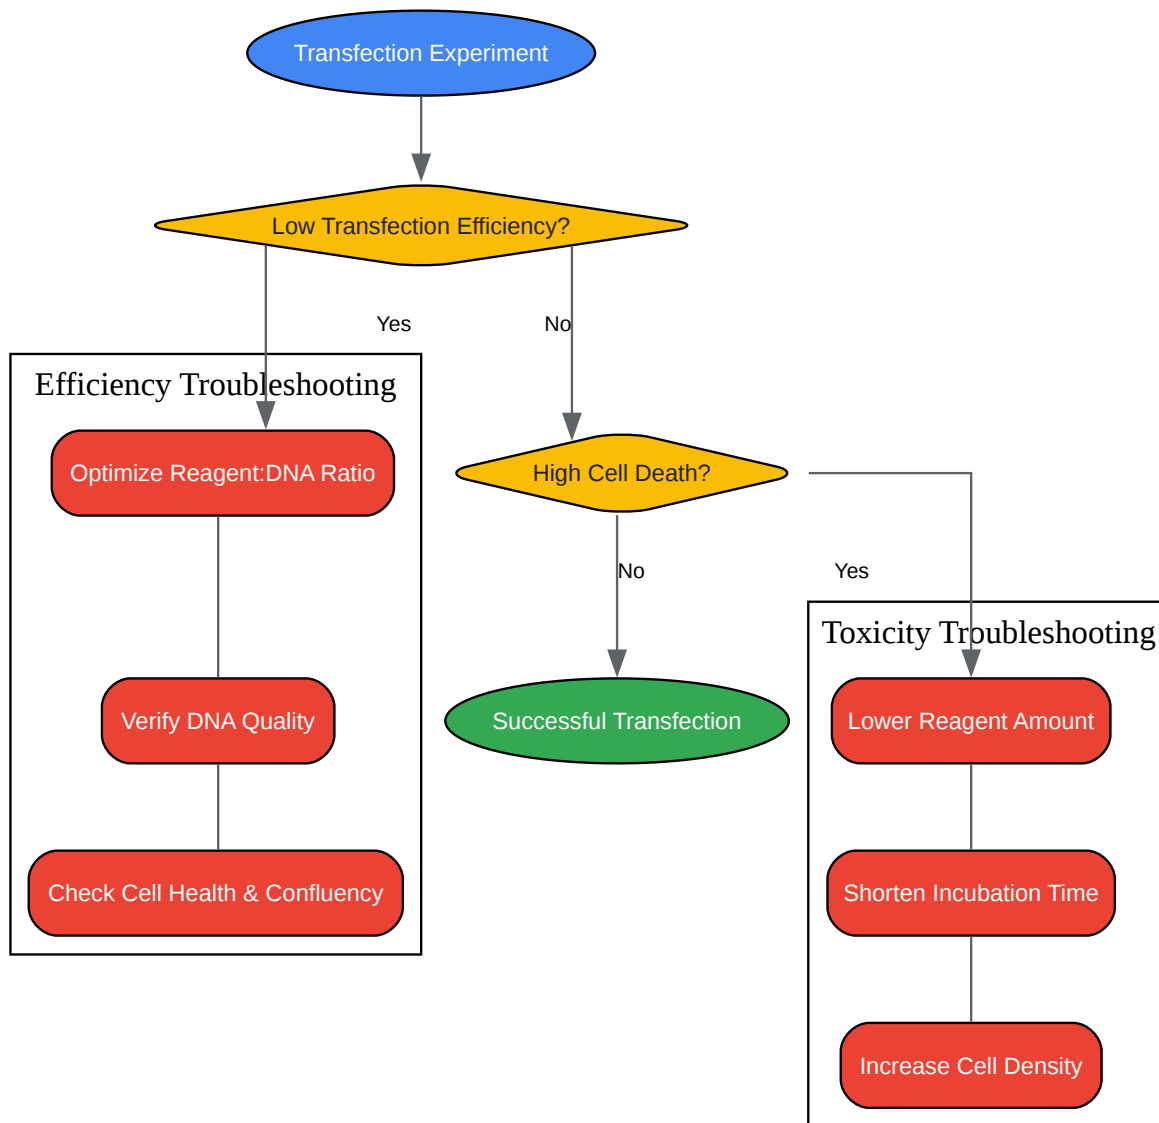 Transfection Experiment
Low Transfection Efficiency?
Yes
No
Efficiency Troubleshooting
Optimize Reagent:DNA Ratio
High Cell Death?
No
Yes
Toxicity Troubleshooting
Verify DNA Quality
Successful Transfection
Lower Reagent Amount
Check Cell Health & Confluency
Shorten Incubation Time
Increase Cell Density